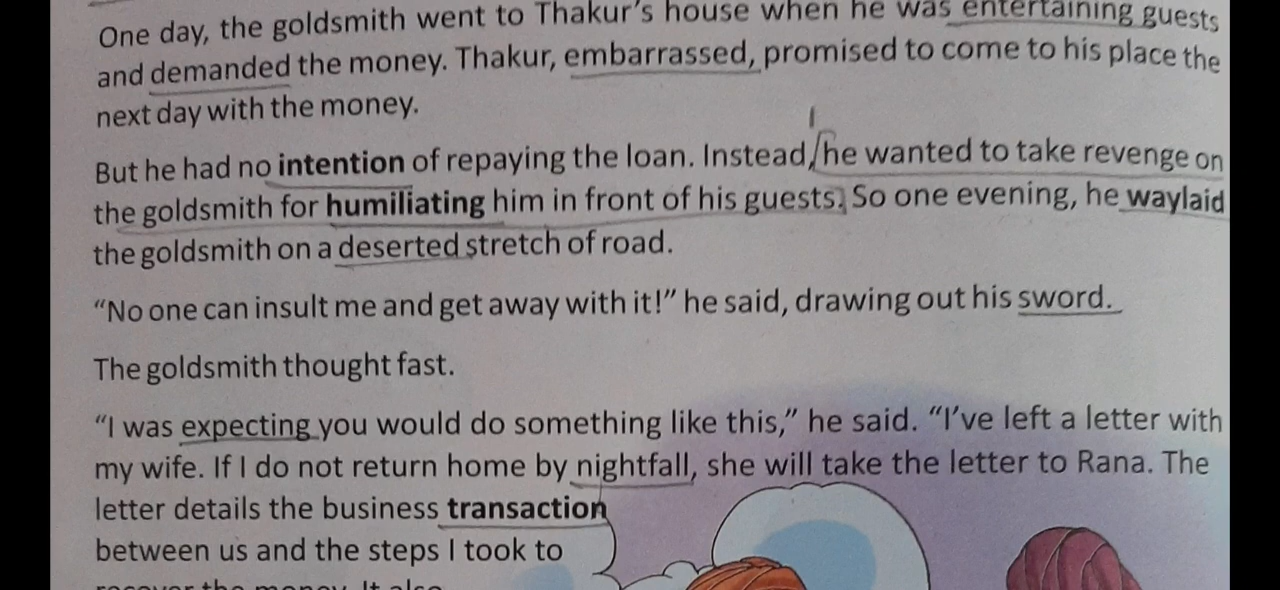 One day, the goldsmith went to Thakur's house when he was entertaining guests
and demanded the money. Thakur, embarrassed, promised to come to his place the
next day with the money.
But he had no intention of repaying the loan. Instead, he wanted to take revenge on
the goldsmith for humiliating him in front of his guests. So one evening, he waylaid
the goldsmith on a deserted stretch of road.
“No one can insult me and get away with it!” he said, drawing out his sword.
The goldsmith thought fast.
“I was expecting you would do something like this,” he said. “I’ve left a letter with
my wife. If I do not return home by nightfall, she will take the letter to Rana. The
letter details the business transaction
between us and the steps I took to
recover the money. It also